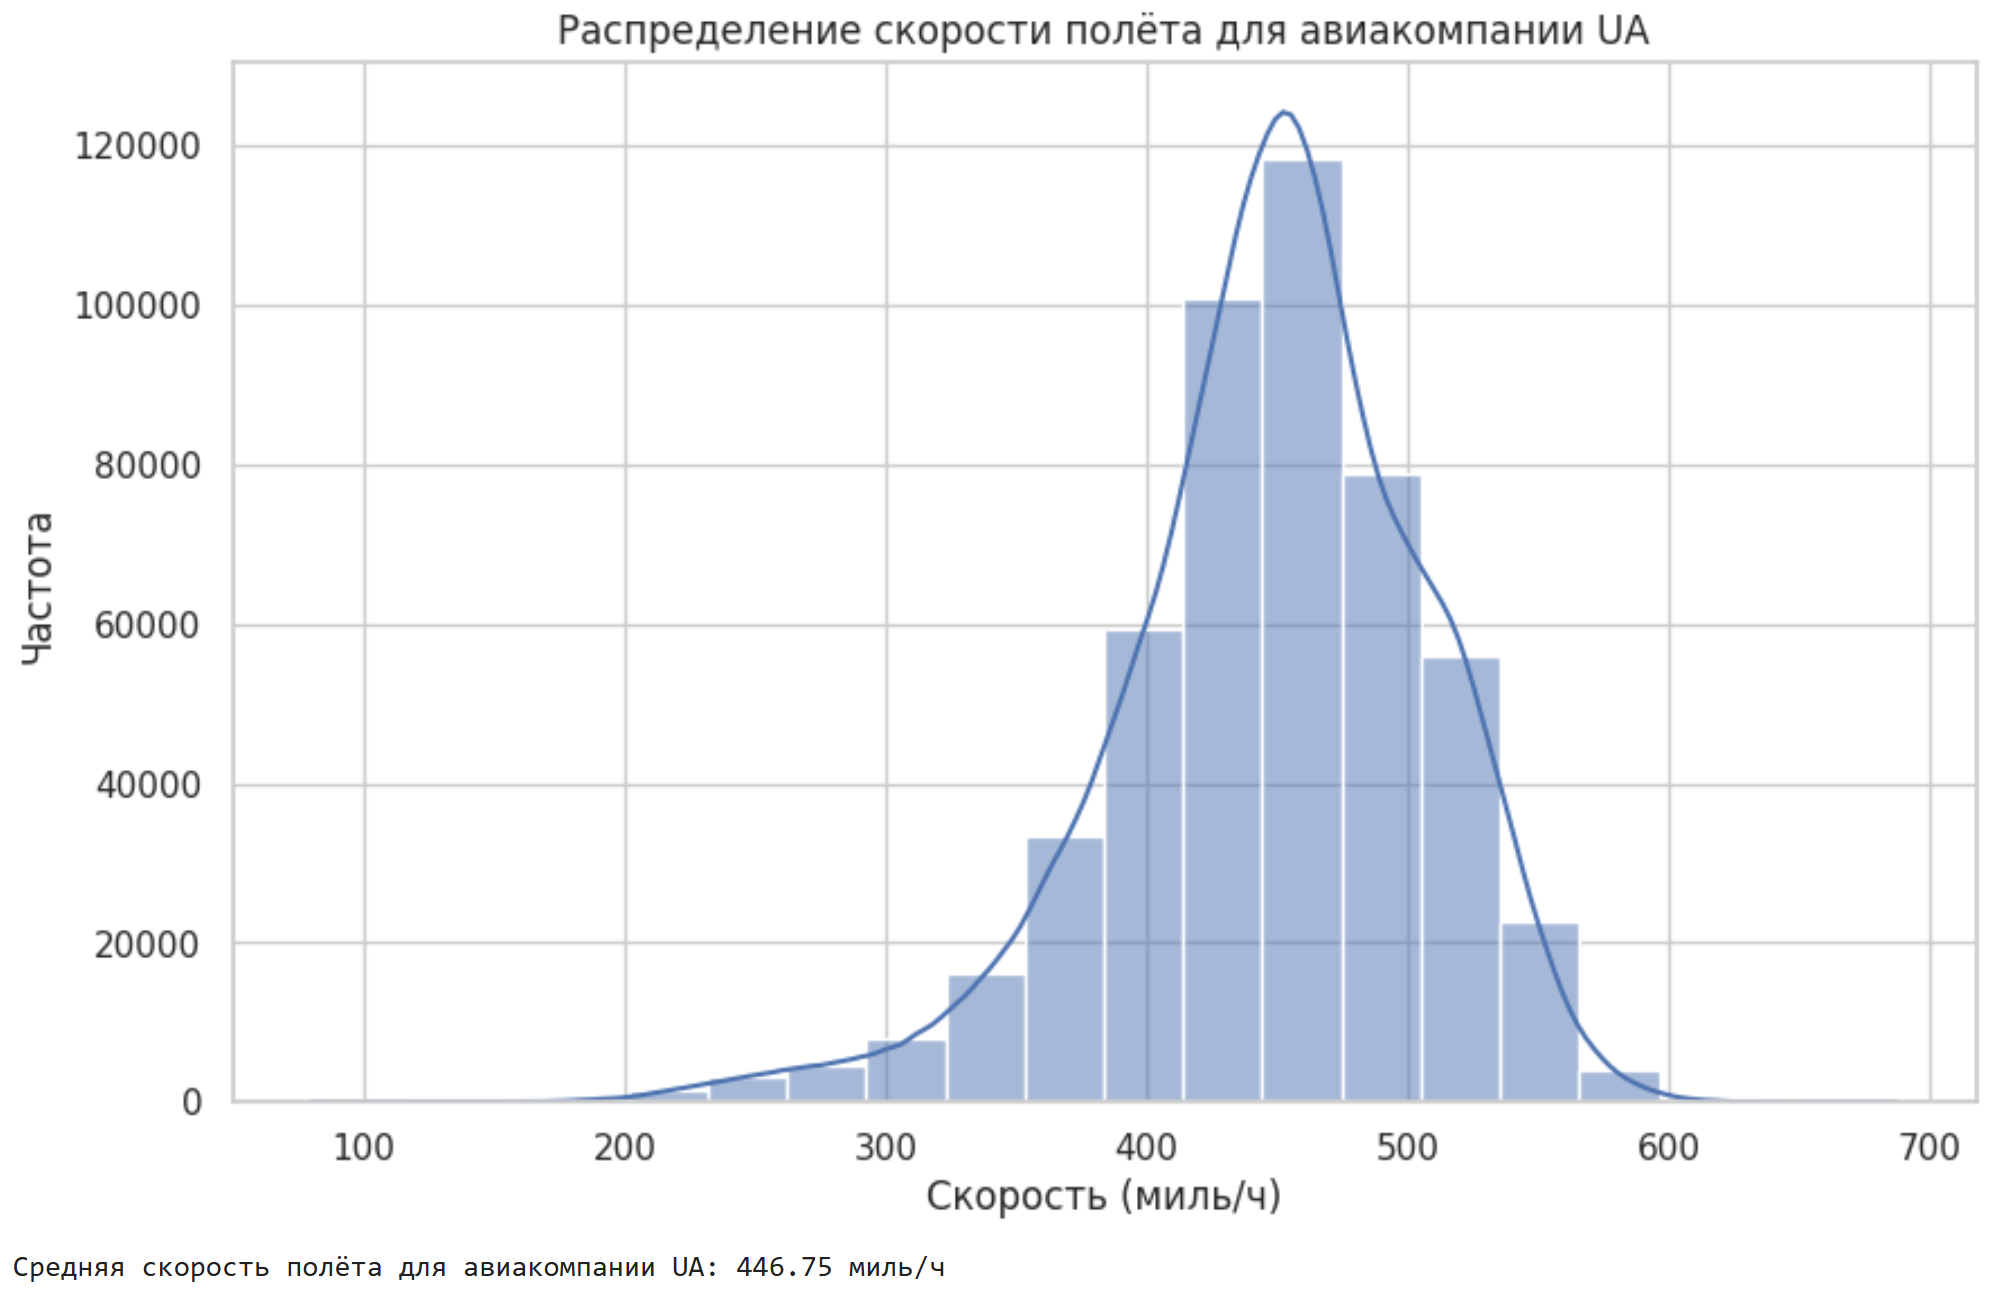 Распределение скорости полёта для авиакомпании UA
120000
100000
80000
60000
40000
20000
0
Частота
100 200 300 400 500 600 700
Скорость (миль/ч)
Средняя скорость полёта для авиакомпании UA: 446.75 миль/ч